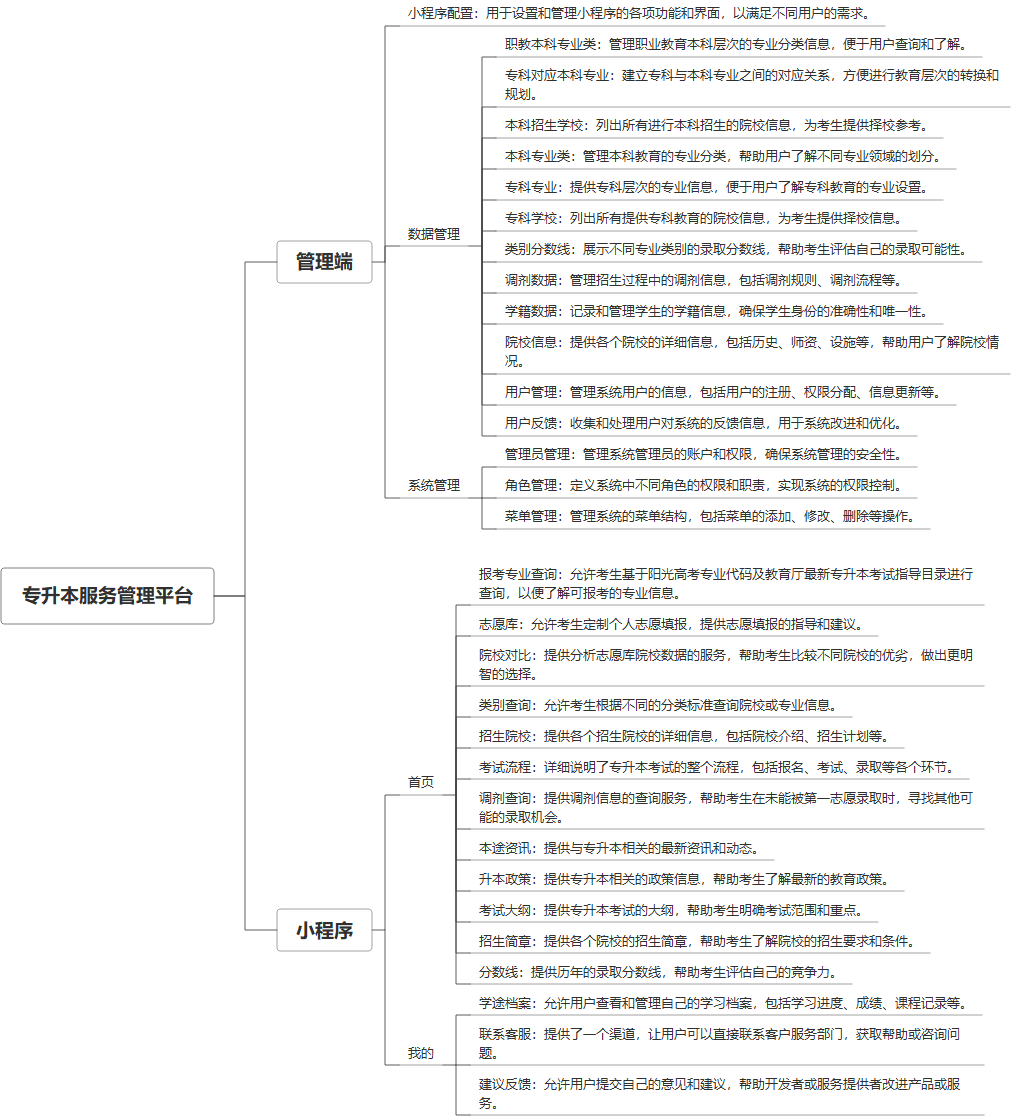 小程序配置：用于设置和管理小程序的各项功能和界面，以满足不同用户的需求。
职教本科专业类：管理职业教育本科层次的专业分类信息，便于用户查询和了解。
专科对应本科专业：建立专科与本科专业之间的对应关系，方便进行教育层次的转换和
规划。
本科招生学校：列出所有进行本科招生的院校信息，为考生提供择校参考。
本科专业类：管理本科教育的专业分类，帮助用户了解不同专业领域的划分。
专科专业：提供专科层次的专业信息，便于用户了解专科教育的专业设置。
专科学校：列出所有提供专科教育的院校信息，为考生提供择校信息。
数据管理
类别分数线：展示不同专业类别的录取分数线，帮助考生评估自己的录取可能性。
管理端
调剂数据：管理招生过程中的调剂信息，包括调剂规则、调剂流程等。
学籍数据：记录和管理学生的学籍信息，确保学生身份的准确性和唯一性。
院校信息：提供各个院校的详细信息，包括历史、师资、设施等，帮助用户了解院校情
况。
用户管理：管理系统用户的信息，包括用户的注册、权限分配、信息更新等。
用户反馈：收集和处理用户对系统的反馈信息，用于系统改进和优化。
管理员管理：管理系统管理员的账户和权限，确保系统管理的安全性。
系统管理
角色管理：定义系统中不同角色的权限和职责，实现系统的权限控制。
菜单管理：管理系统的菜单结构，包括菜单的添加、修改、删除等操作。
专升本服务管理平台
报考专业查询：允许考生基于阳光高考专业代码及教育厅最新专升本考试指导目录进行
查询，以便了解可报考的专业信息。
志愿库：允许考生定制个人志愿填报，提供志愿填报的指导和建议。
院校对比：提供分析志愿库院校数据的服务，帮助考生比较不同院校的优劣，做出更明
智的选择。
类别查询：允许考生根据不同的分类标准查询院校或专业信息。
招生院校：提供各个招生院校的详细信息，包括院校介绍、招生计划等。
考试流程：详细说明了专升本考试的整个流程，包括报名、考试、录取等各个环节。
首页
调剂查询：提供调剂信息的查询服务，帮助考生在未能被第一志愿录取时，寻找其他可
能的录取机会。
本途资讯：提供与专升本相关的最新资讯和动态。
升本政策：提供专升本相关的政策信息，帮助考生了解最新的教育政策。
考试大纲：提供专升本考试的大纲，帮助考生明确考试范围和重点。
小程序
招生简章：提供各个院校的招生简章，帮助考生了解院校的招生要求和条件。
分数线：提供历年的录取分数线，帮助考生评估自己的竞争力。
学途档案：允许用户查看和管理自己的学习档案，包括学习进度、成绩、课程记录等。
联系客服：提供了一个渠道，让用户可以直接联系客户服务部门，获取帮助或咨询问
题。
我的
建议反馈：允许用户提交自己的意见和建议，帮助开发者或服务提供者改进产品或服
务。